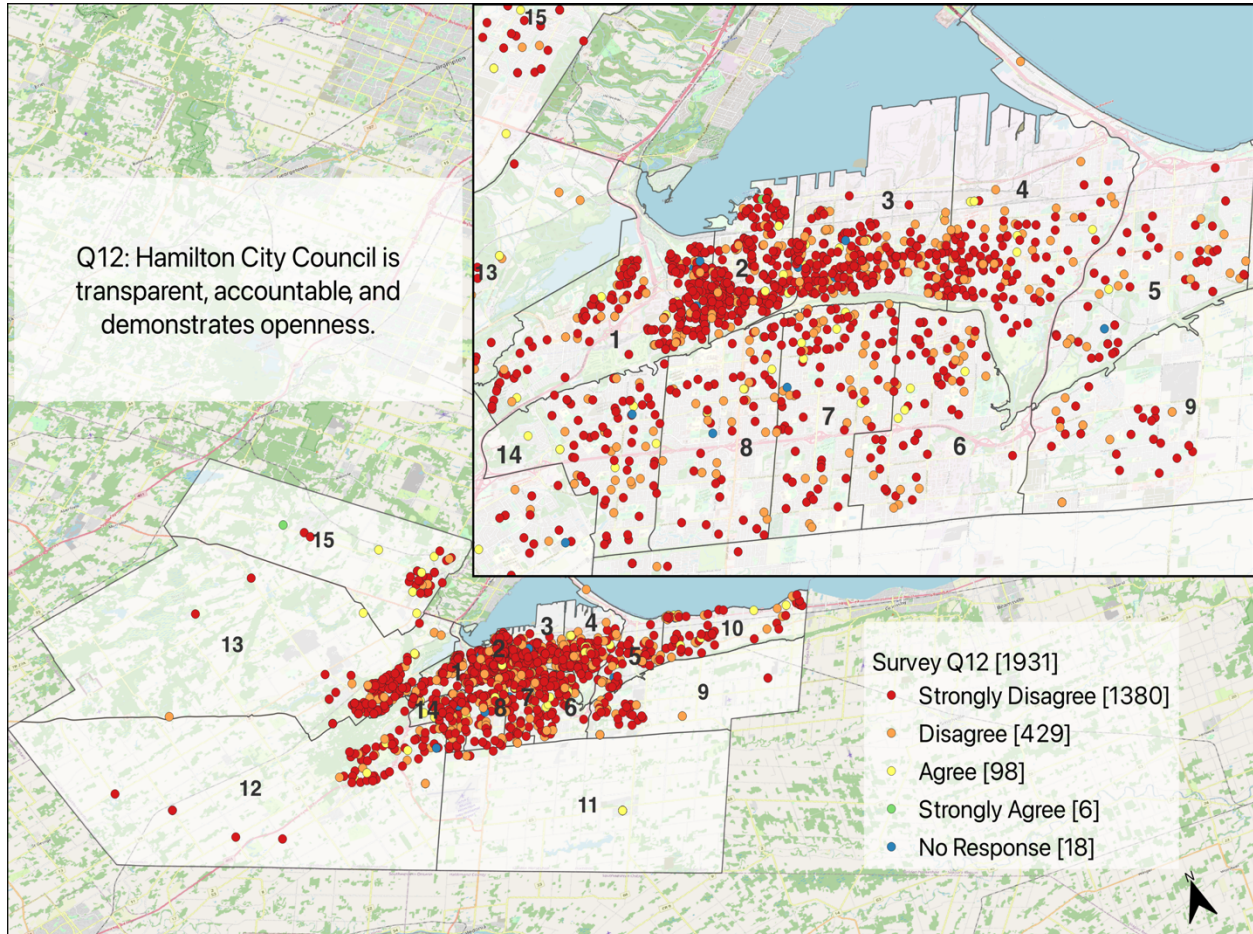 Q12: Hamilton City Council is
transparent, accountable, and
demonstrates openness.
15
13
1
2
3
4
5
14
8
7
6
9
15
13
12
11
1
2
3
4
5
10
14
8
7
6
9
Survey Q12 [1931]
Strongly Disagree [1380]
Disagree [429]
Agree [98]
Strongly Agree [6]
No Response [18]
N